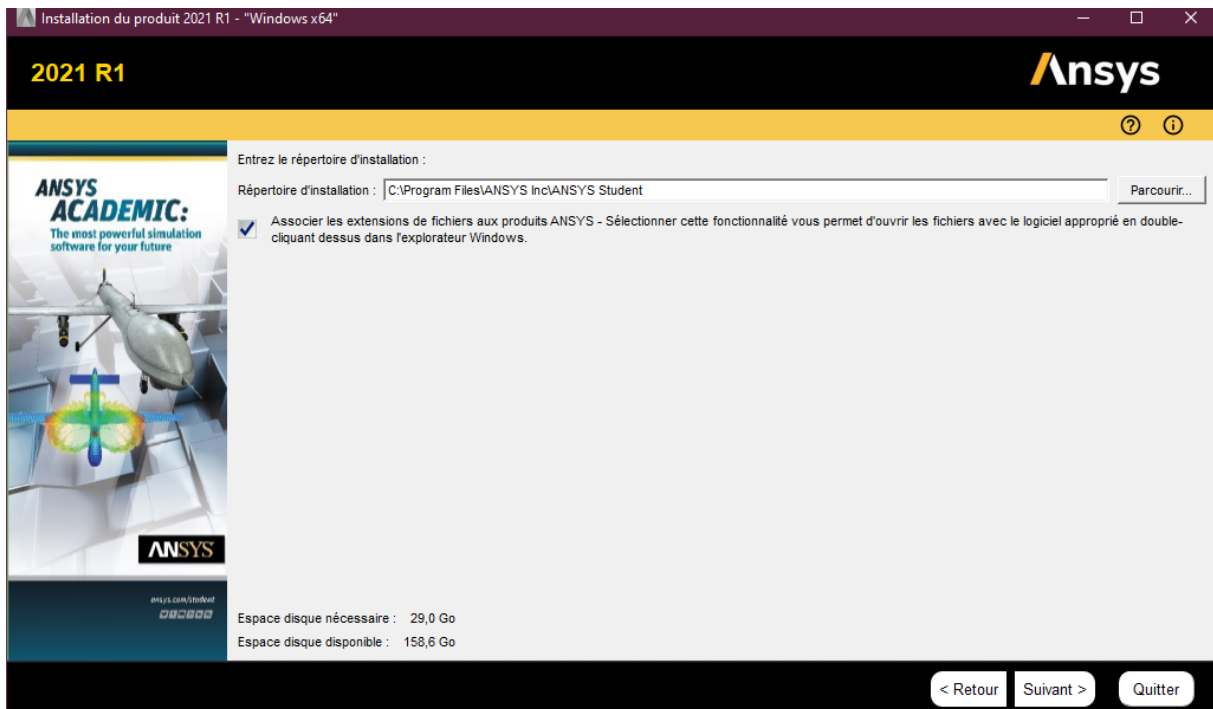 Installation du produit 2021 R1 - "Windows x64"
2021 R1
Ansys
Entrez le répertoire d'installation :
Répertoire d'installation : C:\Program Files\ANSYS Inc\ANSYS Student Parcourir...
Associer les extensions de fichiers aux produits ANSYS - Sélectionner cette fonctionnalité vous permet d'ouvrir les fichiers avec le logiciel approprié en double-
cliquant dessus dans l'explorateur Windows.
ANSYS
ACADEMIC:
The most powerful simulation
software for your future
ANSYS
ansys.com/student
Espace disque nécessaire : 29,0 Go
Espace disque disponible : 158,6 Go
< Retour Suivant > Quitter